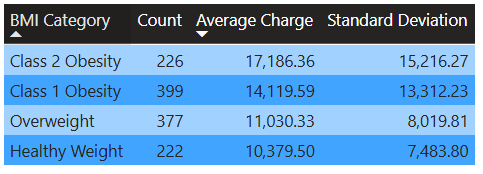 BMI Category Count Average Charge Standard Deviation
Class 2 Obesity 226 17,186.36 15,216.27
Class 1 Obesity 399 14,119.59 13,312.23
Overweight 377 11,030.33 8,019.81
Healthy Weight 222 10,379.50 7,483.80